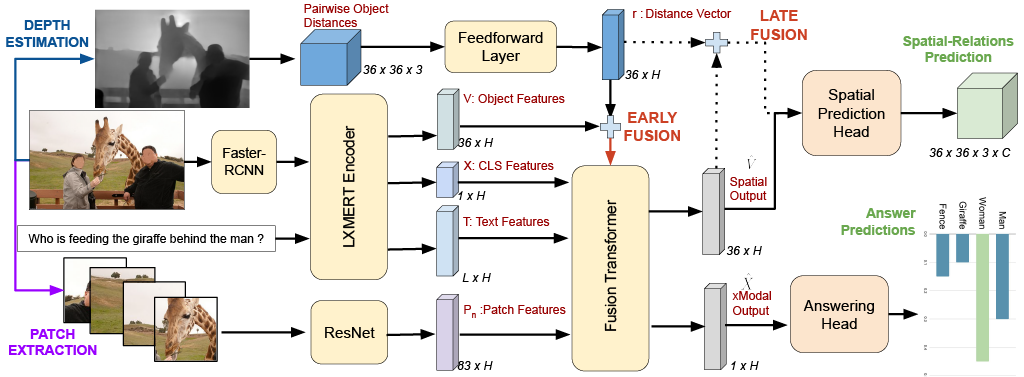 DEPTH
ESTIMATION
Pairwise Object
Distances
36 x 36 x 3
Feedforward
Layer
r : Distance Vector
36 x H
LATE
FUSION
Spatial-Relations
Prediction
Faster-
RCNN
LXMERT Encoder
V: Object Features
36 x H
EARLY
FUSION
X: CLS Features
1 x H
T: Text Features
L x H
Who is feeding the giraffe behind the man ?
Fusion Transformer
V̂
Spatial
Output
36 x H
Spatial
Prediction
Head
36 x 36 x 3 x C
PATCH
EXTRACTION
ResNet
Pn :Patch Features
83 x H
X̂
xModal
Output
1 x H
Answering
Head
Answer
Predictions
Fence
Giraffe
Woman
Man